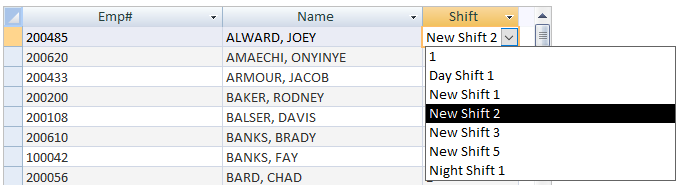 Emp# Name Shift
200485 ALWARD, JOEY New Shift 2
200620 AMAECHI, ONYINYE
200433 ARMOUR, JACOB
200200 BAKER, RODNEY
200108 BALSER, DAVIS
200610 BANKS, BRADY
100042 BANKS, FAY
200056 BARD, CHAD
1
Day Shift 1
New Shift 1
New Shift 2
New Shift 3
New Shift 5
Night Shift 1